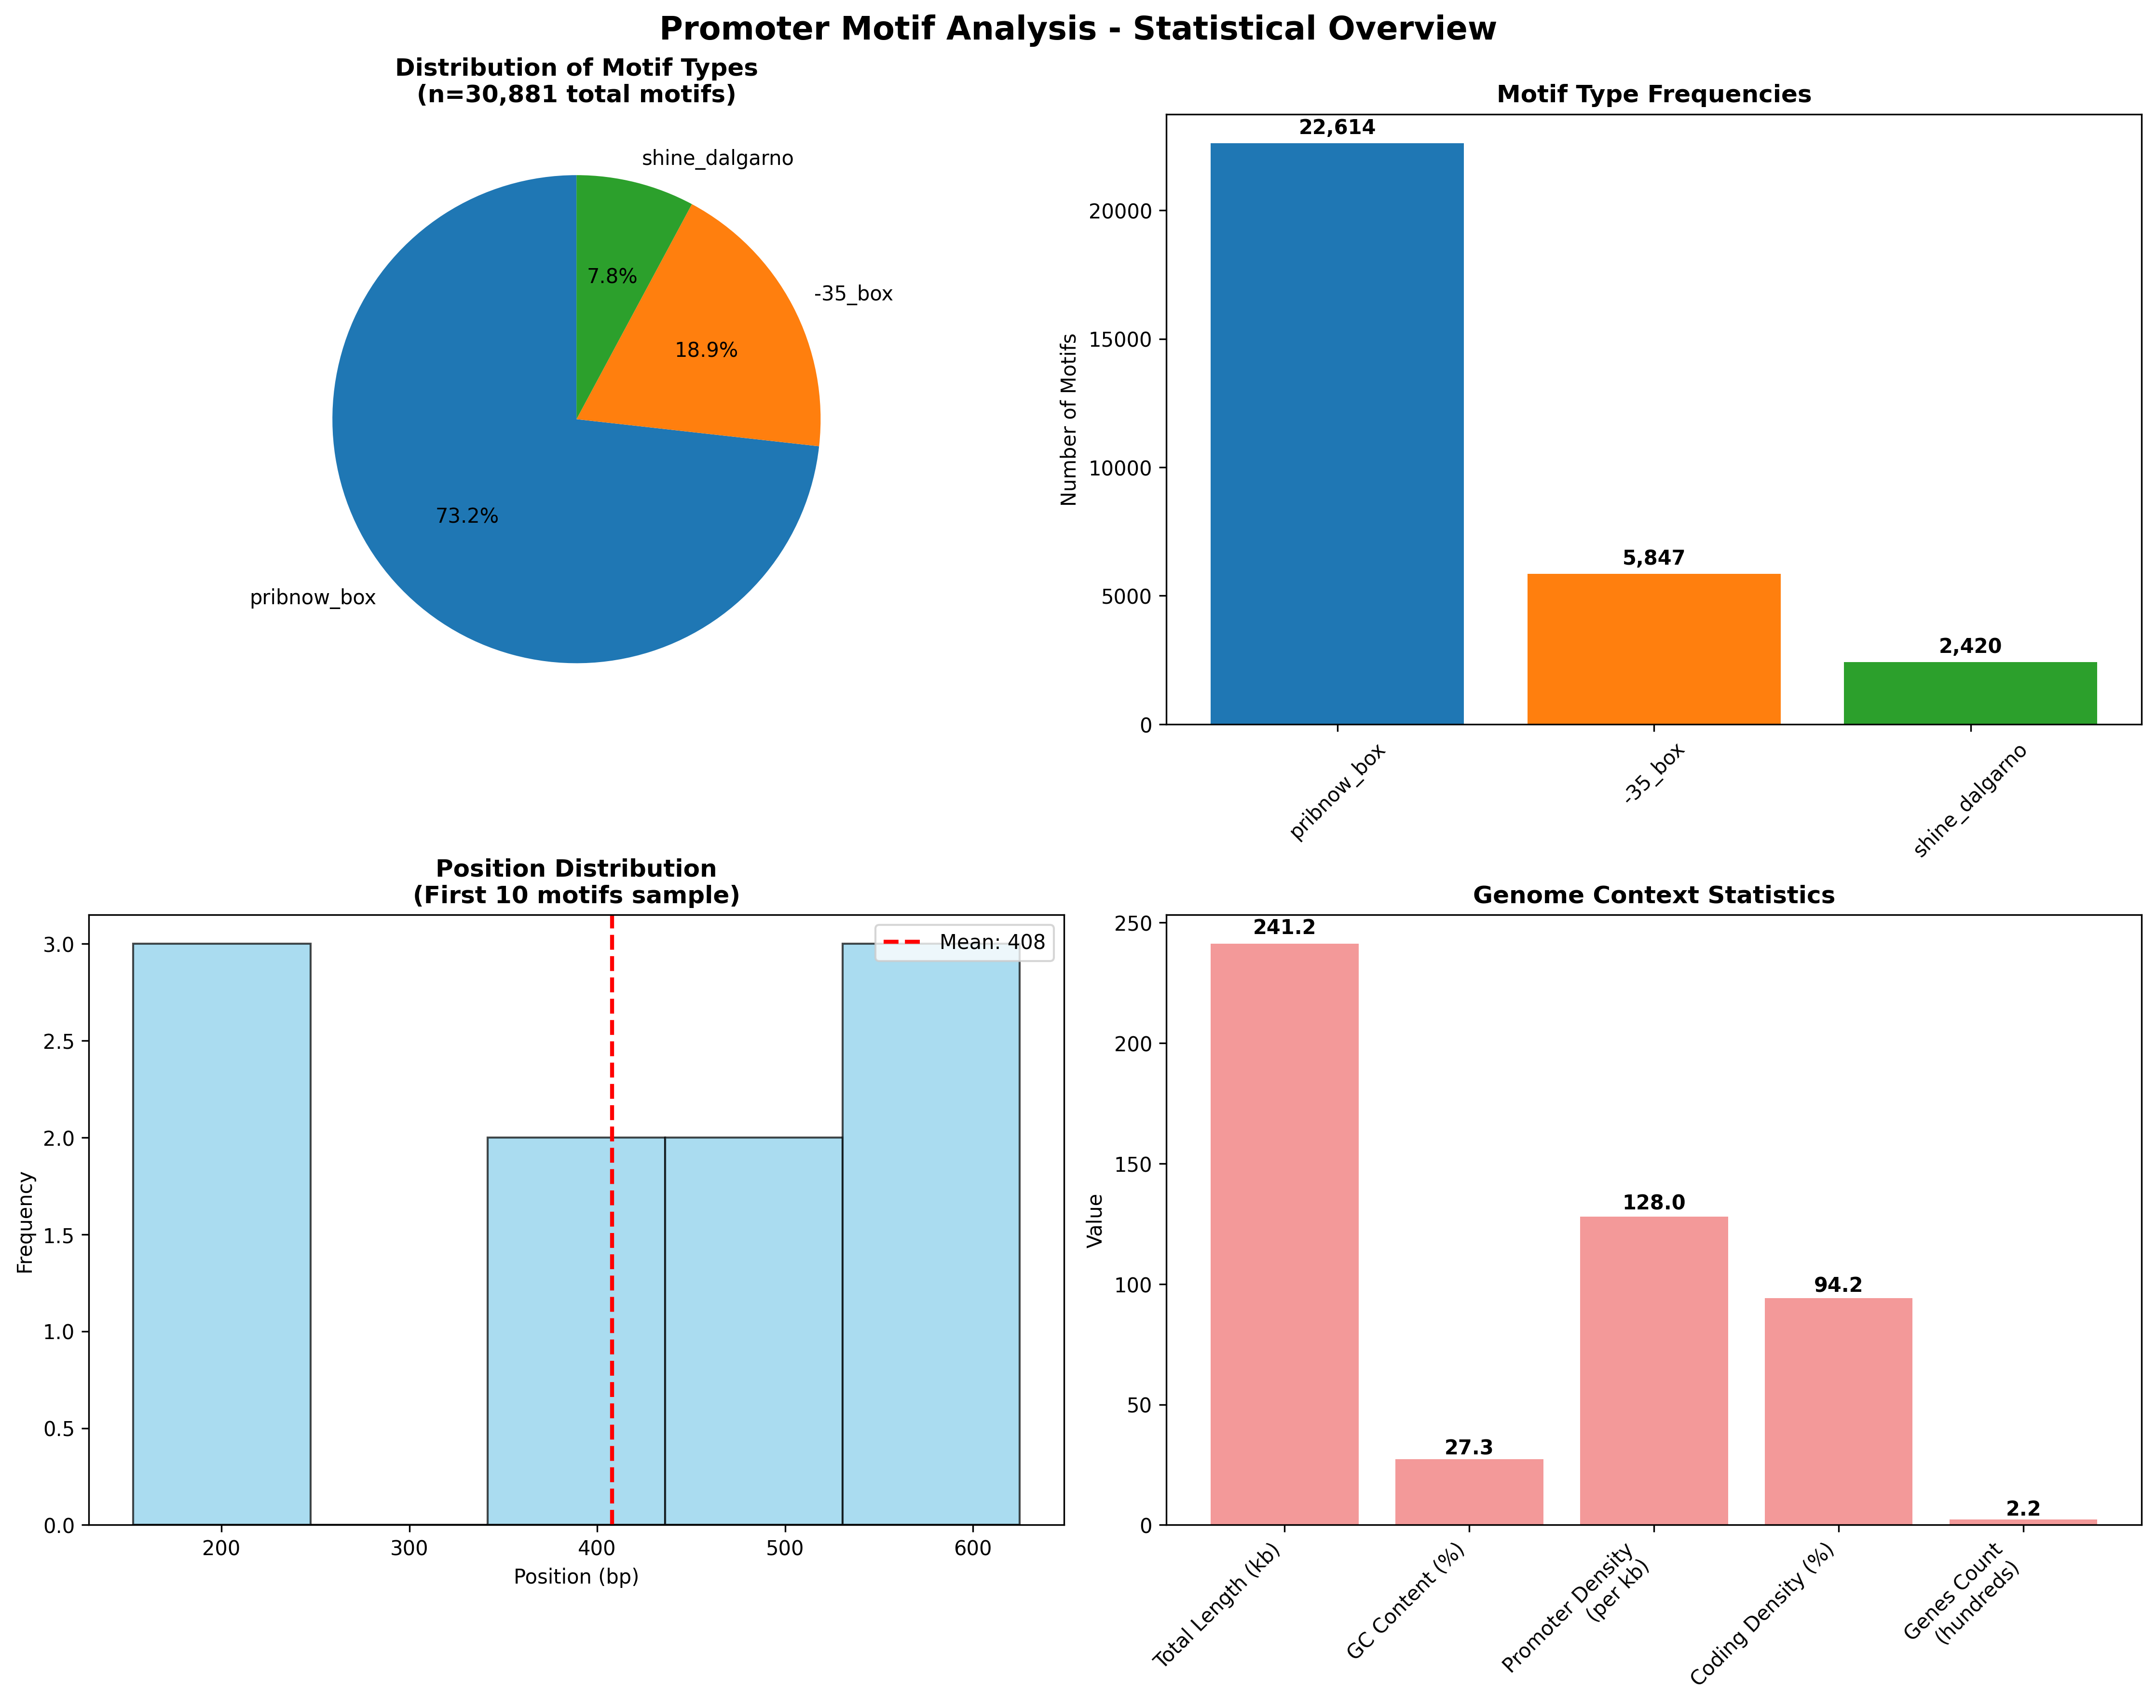 Promoter Motif Analysis - Statistical Overview
Distribution of Motif Types
(n=30,881 total motifs)
shine_dalgarno
7.8%
-35_box
18.9%
73.2%
pribnow_box
Motif Type Frequencies
22,614
5,847
2,420
Number of Motifs
20000
15000
10000
5000
0
pribnow_box
-35_box
shine_dalgarno
Position Distribution
(First 10 motifs sample)
Mean: 408
Frequency
3.0
2.5
2.0
1.5
1.0
0.5
0.0
200
300
400
500
600
Position (bp)
Genome Context Statistics
241.2
27.3
128.0
94.2
2.2
Value
250
200
150
100
50
0
Total Length (kb)
GC Content (%)
Promoter Density
(per kb)
Coding Density (%)
Genes Count
(hundreds)